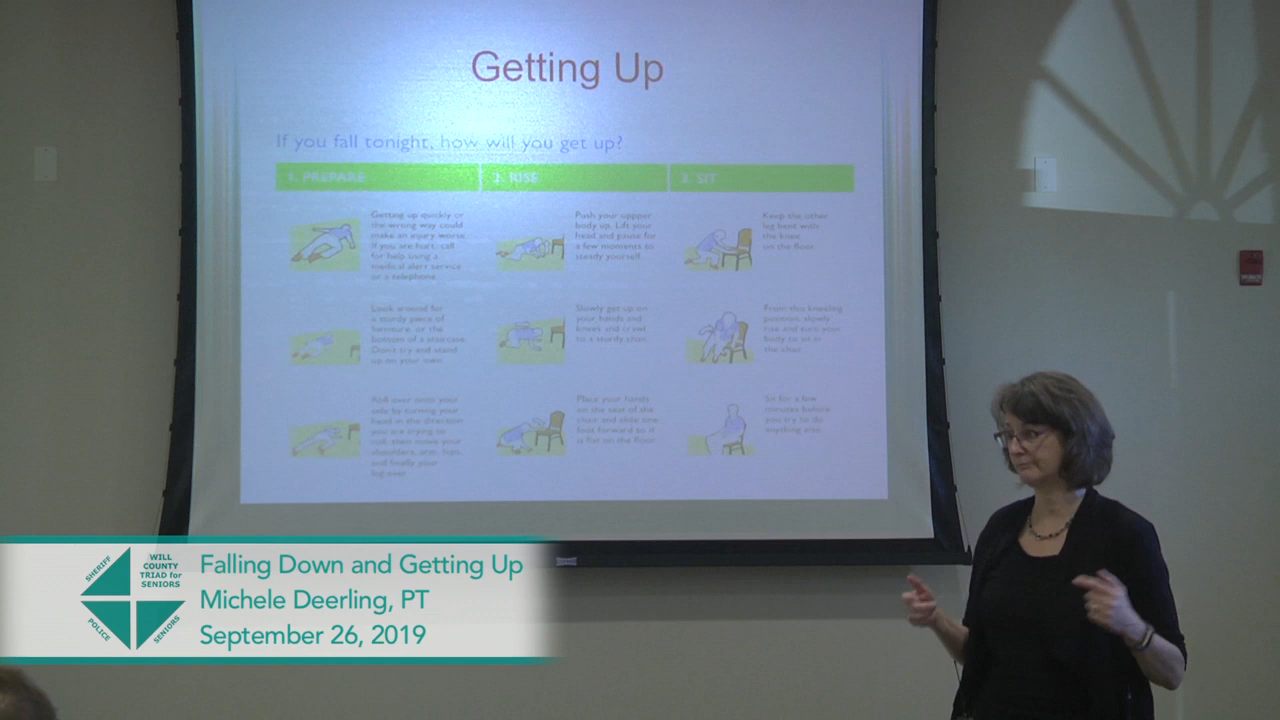 Getting Up
If you fall tonight, how will you get up?
1. PREPARE
2. RISE
3. SIT
Getting up quickly or
the wrong way could
make an injury worse.
If you are hurt, call
for help using a
medical alert service
or a telephone.
Look around for
a sturdy piece of
furniture, or the
bottom of a staircase.
Don't try and stand
up on your own.
Roll over onto your
side by turning your
head in the direction
you are trying to
roll, then move your
shoulders, arm, hips,
and finally your
leg over.
Push your uppper
body up. Lift your
head and pause for
a few moments to
steady yourself.
Slowly get up on
your hands and
knees and crawl
to a sturdy chair.
Place your hands
on the seat of the
chair and slide one
foot forward so it
is flat on the floor.
Keep the other
leg bent with
the knee
on the floor.
From this kneeling
position, slowly
rise and turn your
body to sit in
the chair.
Sit for a few
minutes before
you try to do
anything else.
SHERIFF
WILL
COUNTY
TRIAD for
SENIORS
POLICE
SENIORS
Falling Down and Getting Up
Michele Deerling, PT
September 26, 2019